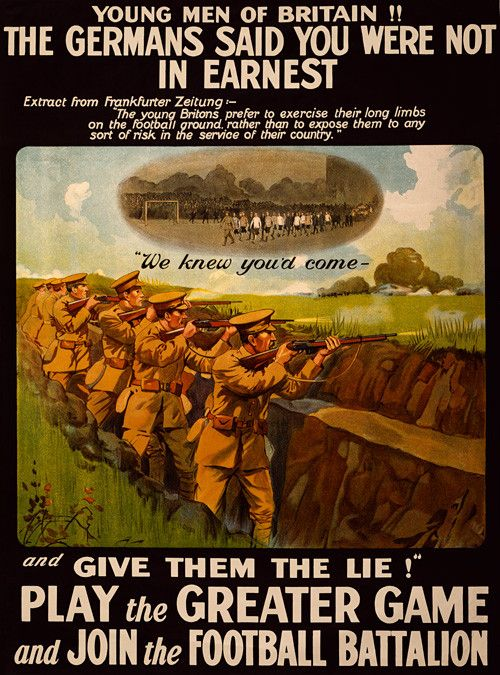 YOUNG MEN OF BRITAIN !!
THE GERMANS SAID YOU WERE NOT
IN EARNEST
Extract from Frankfurter Zeitung:—
"The young Britons prefer to exercise their long limbs
on the football ground, rather than to expose them to any
sort of risk in the service of their country."
"We knew you'd come—
and GIVE THEM THE LIE!"
PLAY the GREATER GAME
and JOIN the FOOTBALL BATTALION